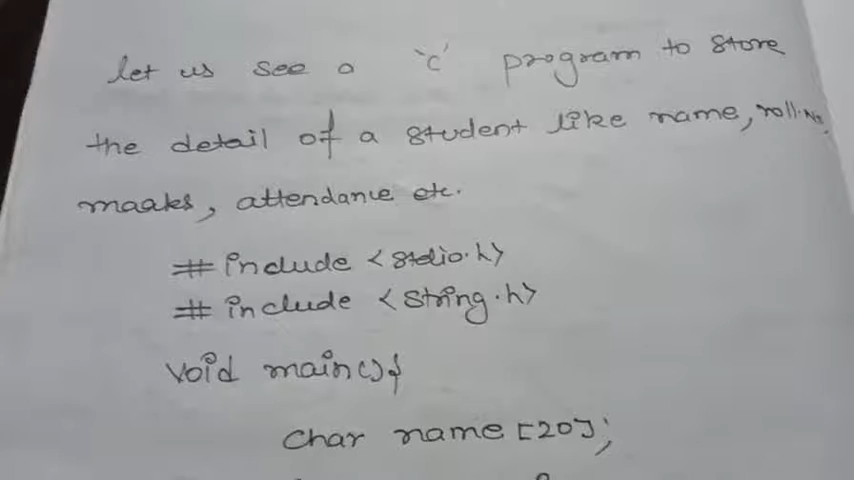 let us see a 'c' program to store
the detail of a student like name, roll.No,
maaks, attendance etc.
# include <stdio.h>
# include <string.h>
void main(){
char name [20];